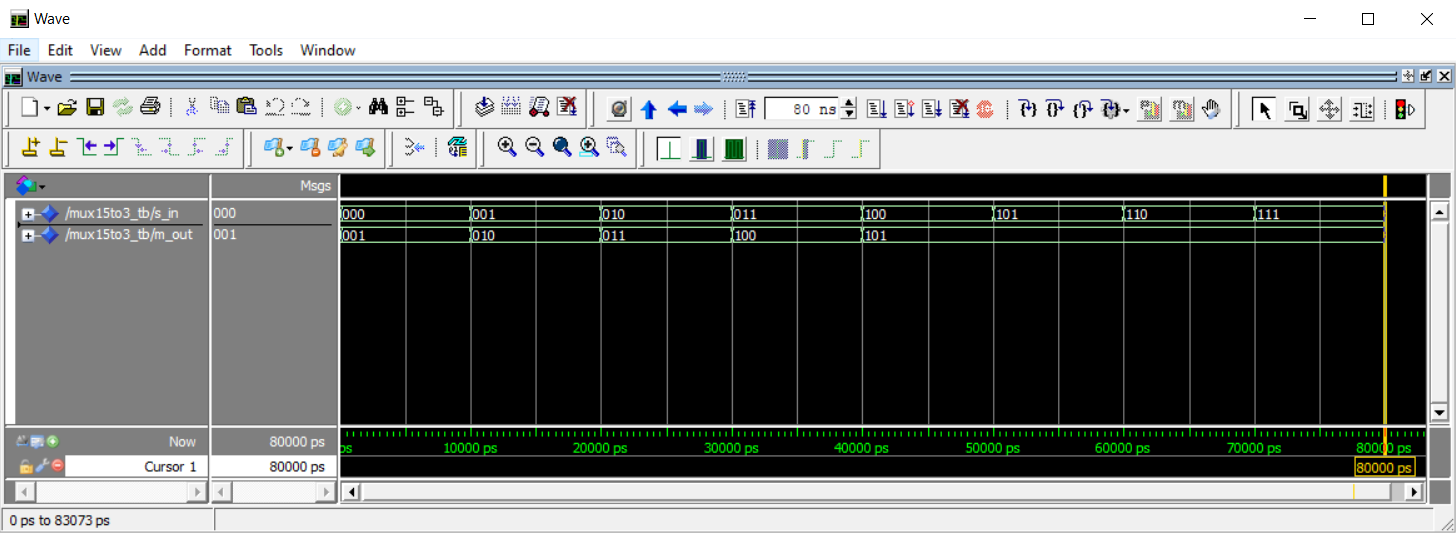 Wave
File Edit View Add Format Tools Window
Wave
80 ns
Msgs
/mux15to3_tb/s_in 000 000 001 010 011 100 101 110 111
/mux15to3_tb/m_out 001 001 010 011 100 101
Now 80000 ps ps 10000 ps 20000 ps 30000 ps 40000 ps 50000 ps 60000 ps 70000 ps 80000 ps
Cursor 1 80000 ps 80000 ps
0 ps to 83073 ps